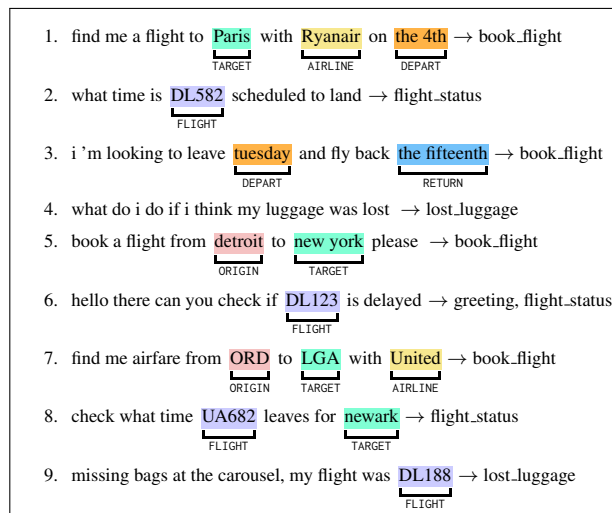 1. find me a flight to Paris with Ryanair on the 4th → book_flight
TARGET AIRLINE DEPART
2. what time is DL582 scheduled to land → flight_status
FLIGHT
3. i 'm looking to leave tuesday and fly back the fifteenth → book_flight
DEPART RETURN
4. what do i do if i think my luggage was lost → lost_luggage
5. book a flight from detroit to new york please → book_flight
ORIGIN TARGET
6. hello there can you check if DL123 is delayed → greeting, flight_status
FLIGHT
7. find me airfare from ORD to LGA with United → book_flight
ORIGIN TARGET AIRLINE
8. check what time UA682 leaves for newark → flight_status
FLIGHT TARGET
9. missing bags at the carousel, my flight was DL188 → lost_luggage
FLIGHT